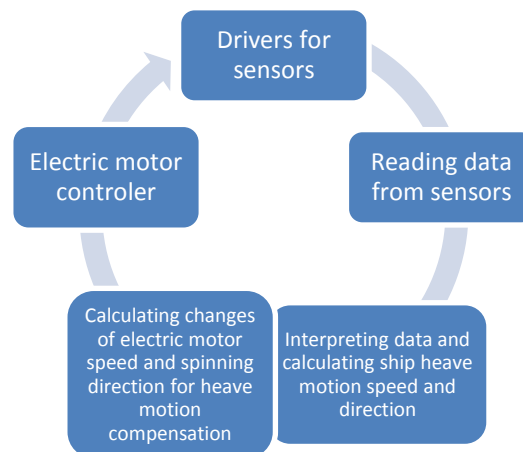 Drivers for
sensors
Reading data
from sensors
Interpreting data and
calculating ship heave
motion speed and
direction
Calculating changes
of electric motor
speed and spinning
direction for heave
motion
compensation
Electric motor
controler